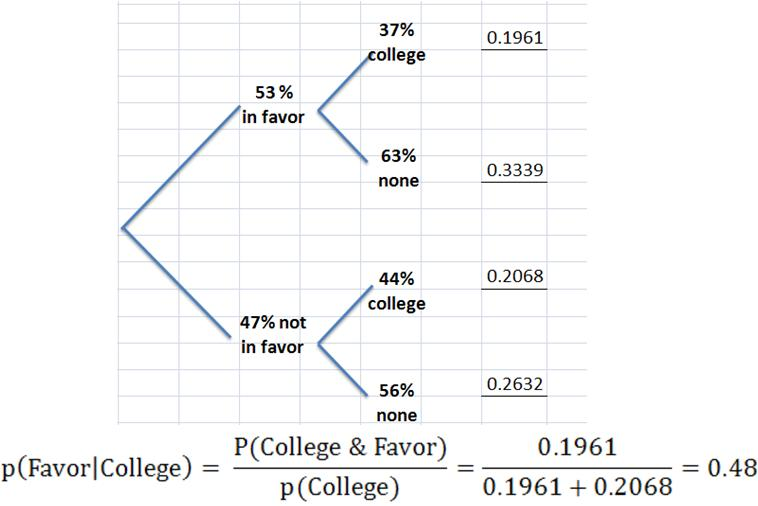 37%
college
0.1961
53 %
in favor
63%
none
0.3339
44%
college
0.2068
47% not
in favor
56%
none
0.2632
p(Favor|College) = P(College & Favor) / p(College) = 0.1961 / 0.1961 + 0.2068 = 0.48